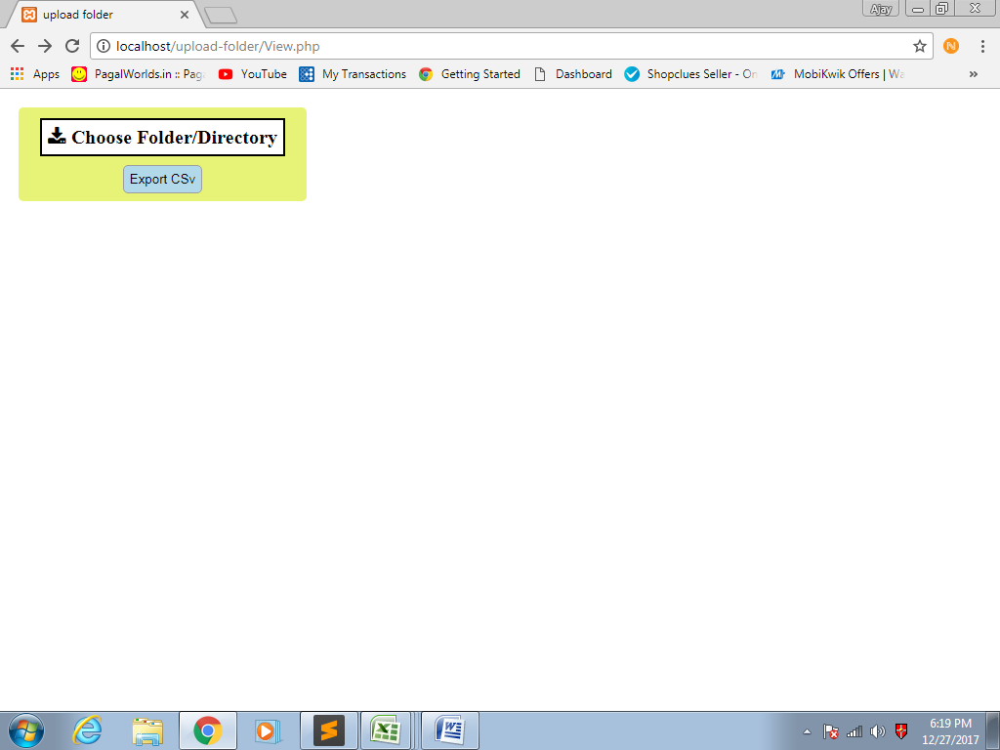 upload folder
Ajay
localhost/upload-folder/View.php
N
Apps PagalWorlds.in :: Pag YouTube My Transactions Getting Started Dashboard Shopclues Seller - On MobiKwik Offers | Wa »
Choose Folder/Directory
Export CSv
6:19 PM
12/27/2017